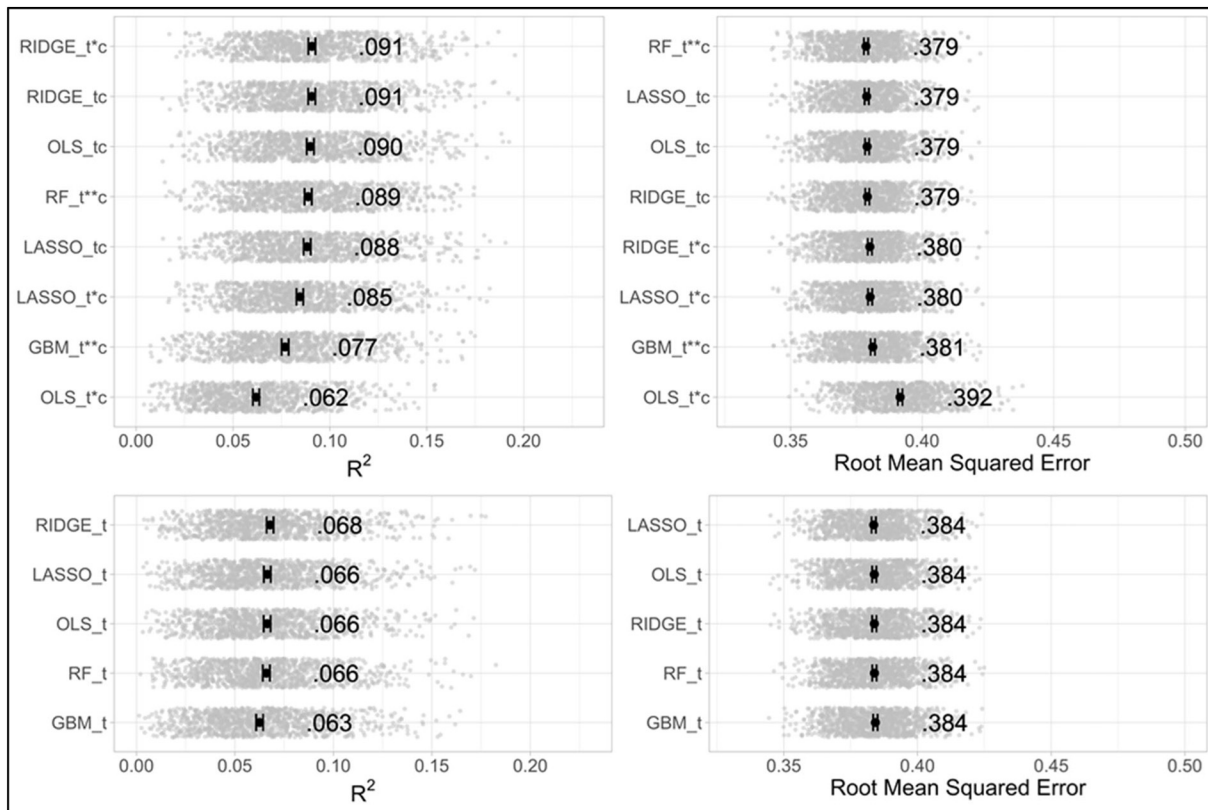 RIDGE_t*c .091
RIDGE_tc .091
OLS_tc .090
RF_t**c .089
LASSO_tc .088
LASSO_t*c .085
GBM_t**c .077
OLS_t*c .062
0.00 0.05 0.10 0.15 0.20
R²
RF_t**c .379
LASSO_tc .379
OLS_tc .379
RIDGE_tc .379
RIDGE_t*c .380
LASSO_t*c .380
GBM_t**c .381
OLS_t*c .392
0.35 0.40 0.45 0.50
Root Mean Squared Error
RIDGE_t .068
LASSO_t .066
OLS_t .066
RF_t .066
GBM_t .063
0.00 0.05 0.10 0.15 0.20
R²
LASSO_t .384
OLS_t .384
RIDGE_t .384
RF_t .384
GBM_t .384
0.35 0.40 0.45 0.50
Root Mean Squared Error